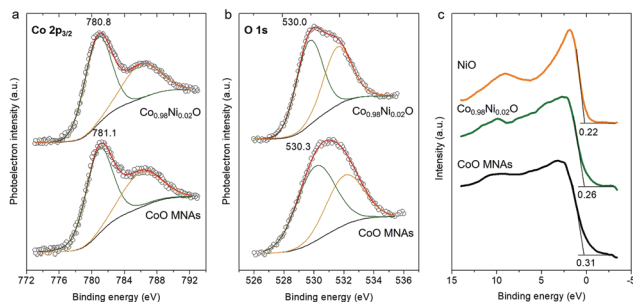 a
Co 2p3/2
780.8
Co0.98Ni0.02O
781.1
CoO MNAs
Photoelectron intensity (a.u.)
772 776 780 784 788 792
Binding energy (eV)
b
O 1s
530.0
Co0.98Ni0.02O
530.3
CoO MNAs
Photoelectron intensity (a.u.)
526 528 530 532 534 536
Binding energy (eV)
c
NiO
0.22
Co0.98Ni0.02O
0.26
CoO MNAs
0.31
Intensity (a.u.)
15 10 5 0 -5
Binding energy (eV)